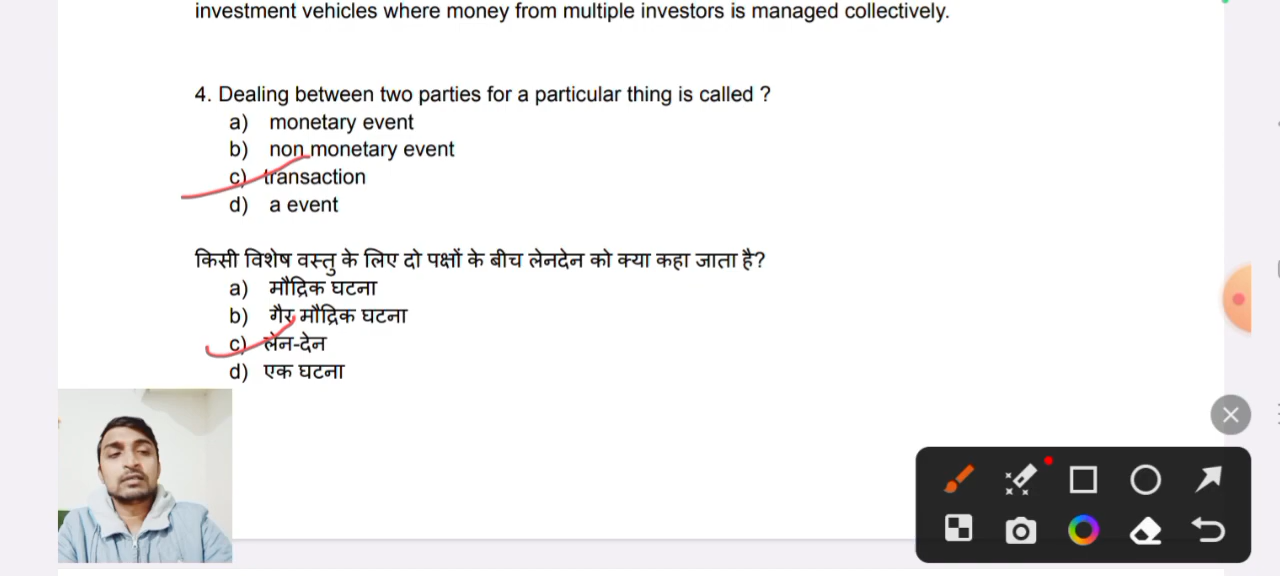 investment vehicles where money from multiple investors is managed collectively.
4. Dealing between two parties for a particular thing is called ?
a) monetary event
b) non monetary event
c) transaction
d) a event
किसी विशेष वस्तु के लिए दो पक्षों के बीच लेनदेन को क्या कहा जाता है?
a) मौद्रिक घटना
b) गैर मौद्रिक घटना
c) लेन-देन
d) एक घटना